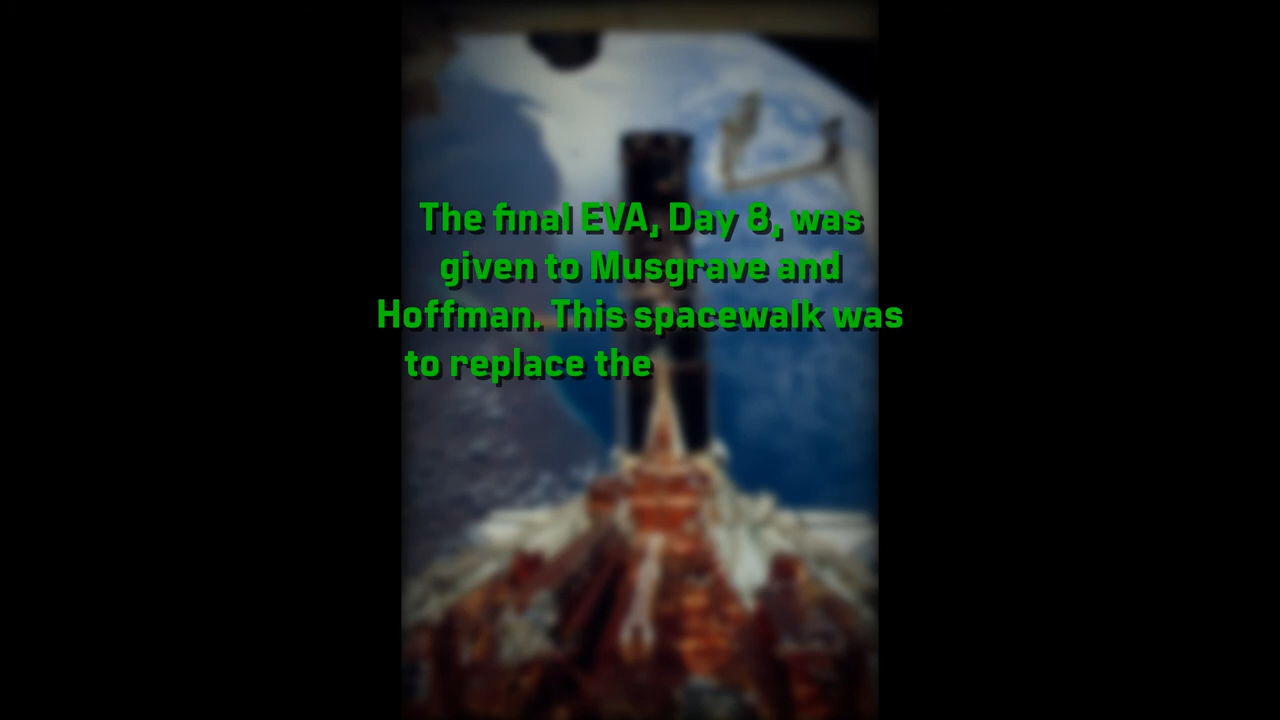 The final EVA, Day 8, was
given to Musgrave and
Hoffman. This spacewalk was
to replace the